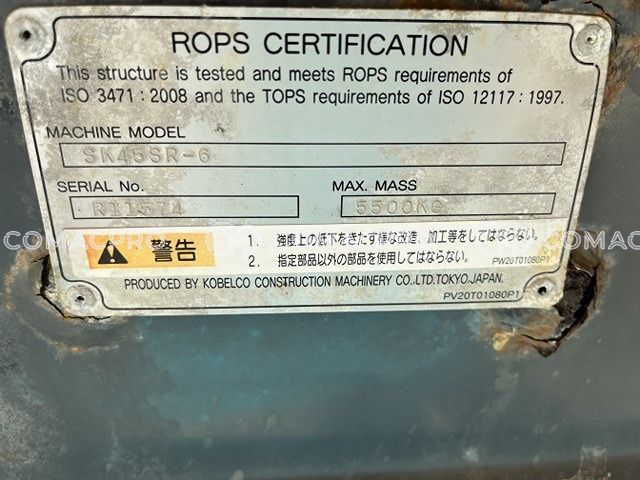 ROPS CERTIFICATION
This structure is tested and meets ROPS requirements of
ISO 3471 : 2008 and the TOPS requirements of ISO 12117 : 1997.
MACHINE MODEL
SK45SR-6
SERIAL No. MAX. MASS
R11574 5500KG
警告
1. 強度上の低下をきたす様な改造、加工等をしてはならない。
2. 指定部品以外の部品を使用してはならない。
PW20T01080P1
PRODUCED BY KOBELCO CONSTRUCTION MACHINERY CO.,LTD.TOKYO.JAPAN.
PV20T01080P1
COMACPRO
COMACPRO
COMAC